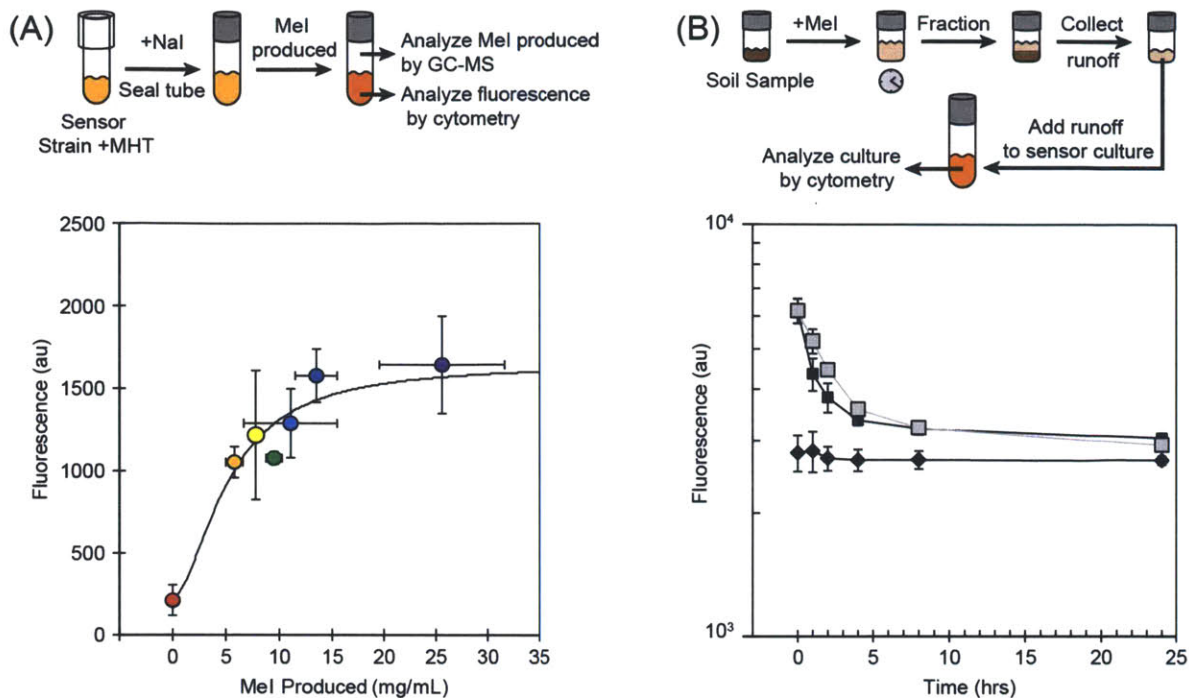 (A)
+NaI
Seal tube
MeI
produced
Analyze MeI produced
by GC-MS
Analyze fluorescence
by cytometry
Sensor
Strain +MHT
2500
2000
1500
1000
500
0
Fluorescence (au)
0 5 10 15 20 25 30 35
MeI Produced (mg/mL)
(B)
+MeI
Fraction
Collect
runoff
Soil Sample
Add runoff
to sensor culture
Analyze culture
by cytometry
10⁴
10³
Fluorescence (au)
0 5 10 15 20 25
Time (hrs)